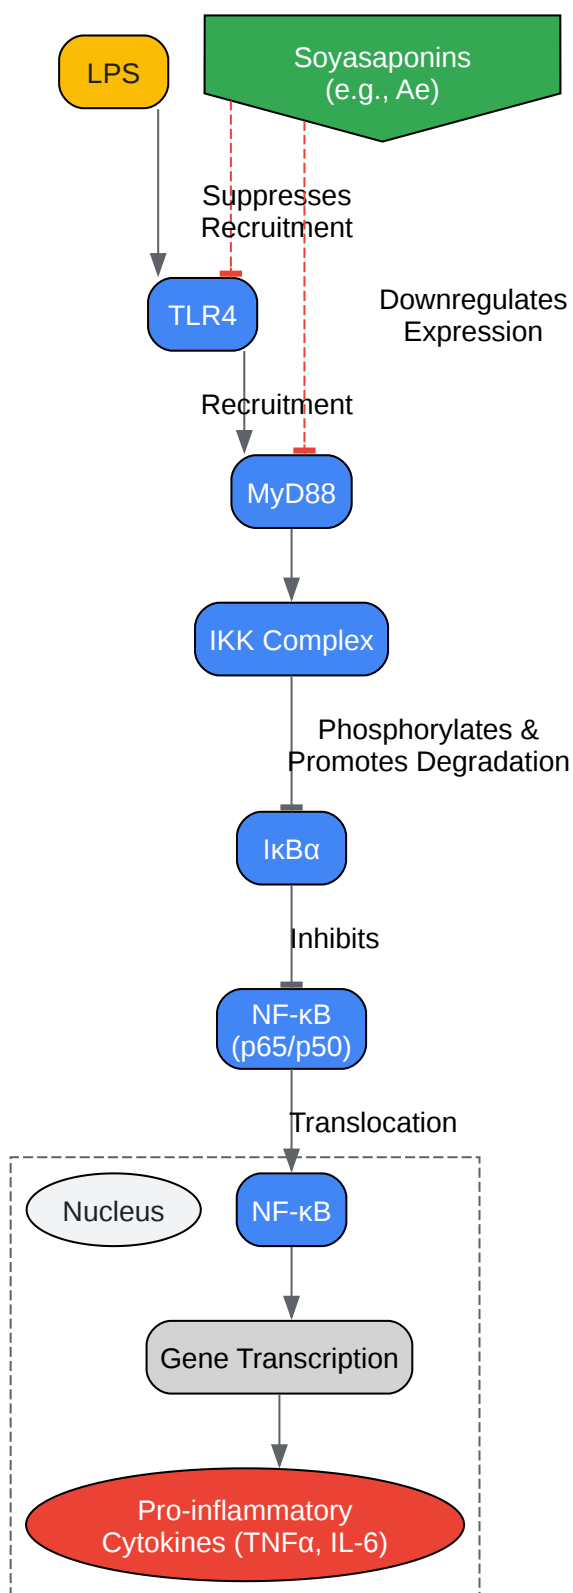 LPS
Soyasaponins
(e.g., Ae)
Suppresses
Recruitment
Downregulates
Expression
TLR4
Recruitment
MyD88
IKK Complex
Phosphorylates &
Promotes Degradation
IκBα
Inhibits
NF-κB
(p65/p50)
Translocation
Nucleus
NF-κB
Gene Transcription
Pro-inflammatory
Cytokines (TNFα, IL-6)